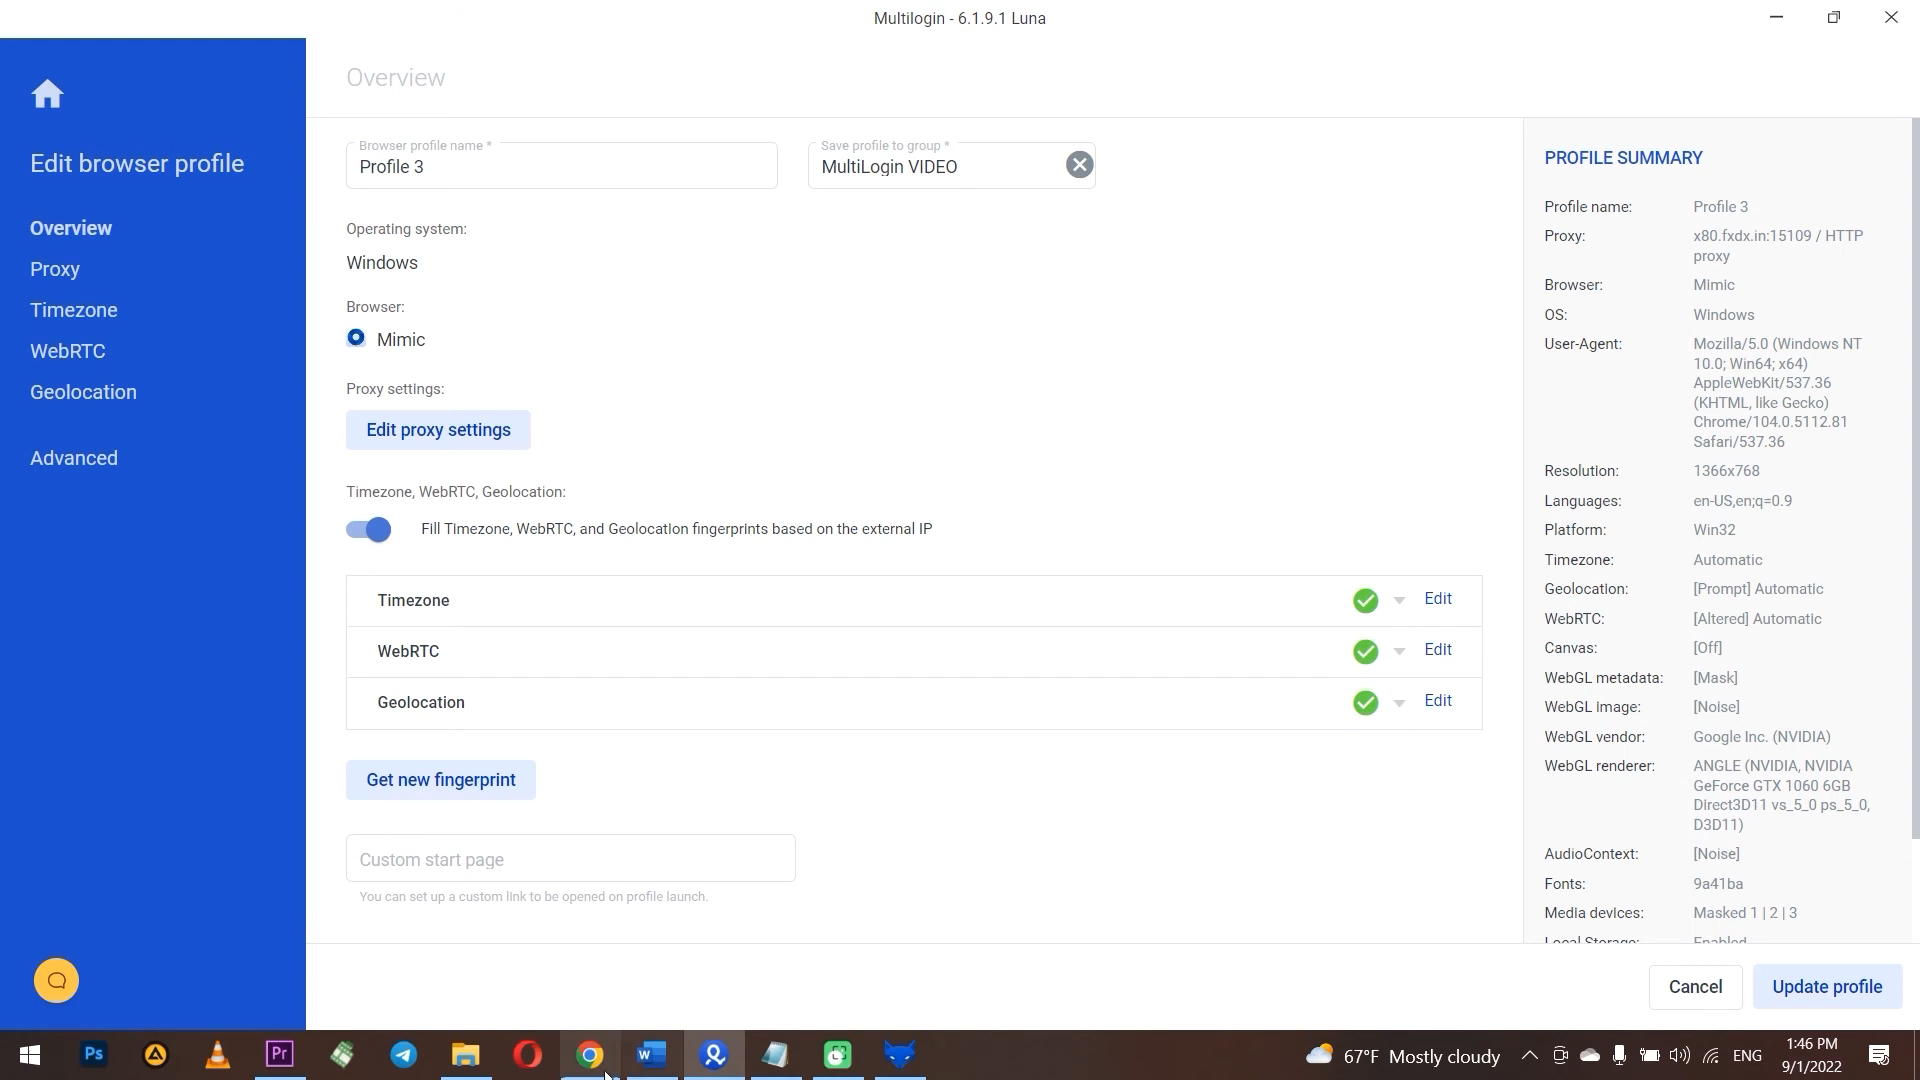 Multilogin - 6.1.9.1 Luna
Edit browser profile
Overview
Proxy
Timezone
WebRTC
Geolocation
Advanced
Overview
Browser profile name *
Profile 3
Save profile to group *
MultiLogin VIDEO
Operating system:
Windows
Browser:
Mimic
Proxy settings:
Edit proxy settings
Timezone, WebRTC, Geolocation:
Fill Timezone, WebRTC, and Geolocation fingerprints based on the external IP
Timezone
Edit
WebRTC
Edit
Geolocation
Edit
Get new fingerprint
Custom start page
You can set up a custom link to be opened on profile launch.
PROFILE SUMMARY
Profile name: Profile 3
Proxy: x80.fxdx.in:15109 / HTTP
proxy
Browser: Mimic
OS: Windows
User-Agent: Mozilla/5.0 (Windows NT
10.0; Win64; x64)
AppleWebKit/537.36
(KHTML, like Gecko)
Chrome/104.0.5112.81
Safari/537.36
Resolution: 1366x768
Languages: en-US,en;q=0.9
Platform: Win32
Timezone: Automatic
Geolocation: [Prompt] Automatic
WebRTC: [Altered] Automatic
Canvas: [Off]
WebGL metadata: [Mask]
WebGL image: [Noise]
WebGL vendor: Google Inc. (NVIDIA)
WebGL renderer: ANGLE (NVIDIA, NVIDIA
GeForce GTX 1060 6GB
Direct3D11 vs_5_0 ps_5_0,
D3D11)
AudioContext: [Noise]
Fonts: 9a41ba
Media devices: Masked 1 | 2 | 3
Local Storage: Enabled
Cancel
Update profile
Ps
Pr
W
67°F Mostly cloudy
ENG
1:46 PM
9/1/2022